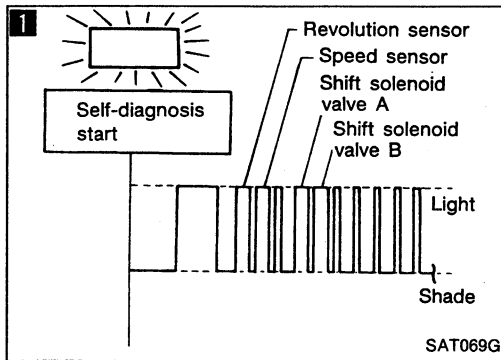 1
Revolution sensor
Speed sensor
Shift solenoid
valve A
Shift solenoid
valve B
Self-diagnosis
start
Light
Shade
SAT069G